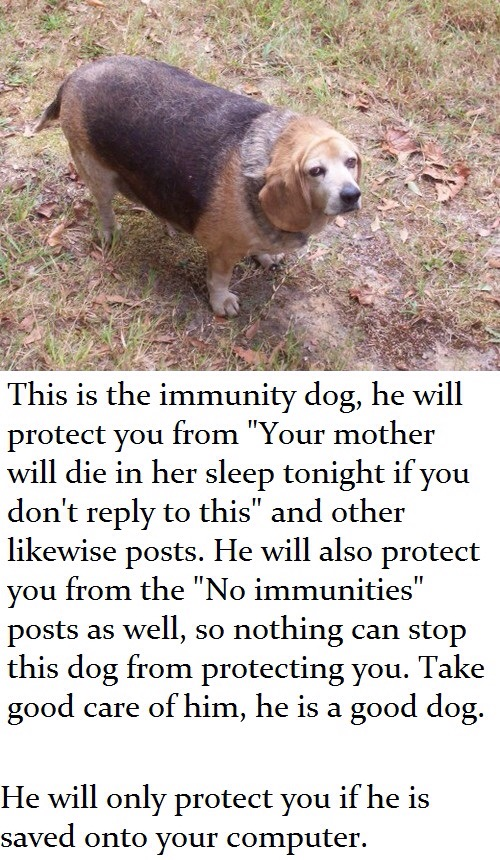 This is the immunity dog, he will
protect you from "Your mother
will die in her sleep tonight if you
don't reply to this" and other
likewise posts. He will also protect
you from the "No immunities"
posts as well, so nothing can stop
this dog from protecting you. Take
good care of him, he is a good dog.
He will only protect you if he is
saved onto your computer.